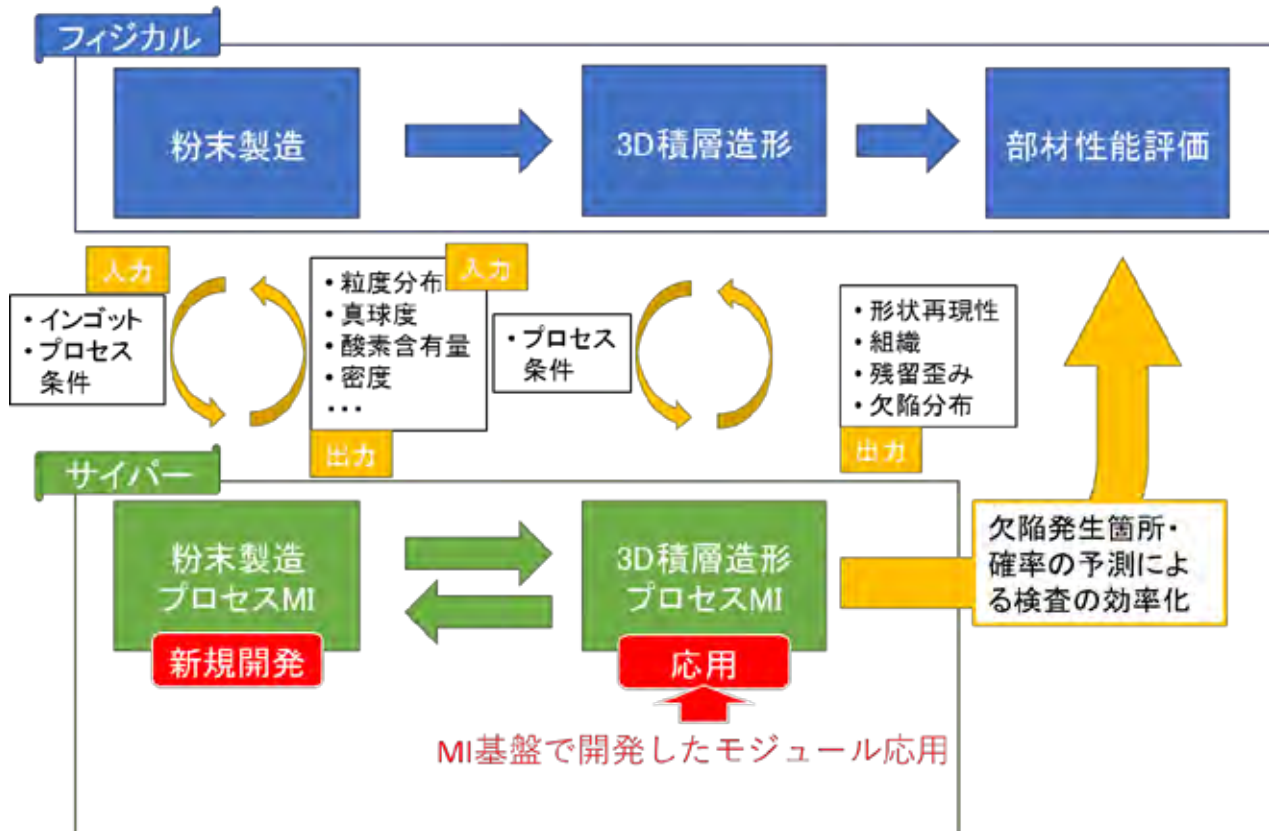 フィジカル
粉末製造
3D積層造形
部材性能評価
入力
・インゴット
・プロセス
条件
・粒度分布
・真球度
・酸素含有量
・密度
・・・
出力
入力
・プロセス
条件
・形状再現性
・組織
・残留歪み
・欠陥分布
出力
サイバー
粉末製造
プロセスMI
新規開発
3D積層造形
プロセスMI
応用
MI基盤で開発したモジュール応用
欠陥発生箇所・
確率の予測によ
る検査の効率化